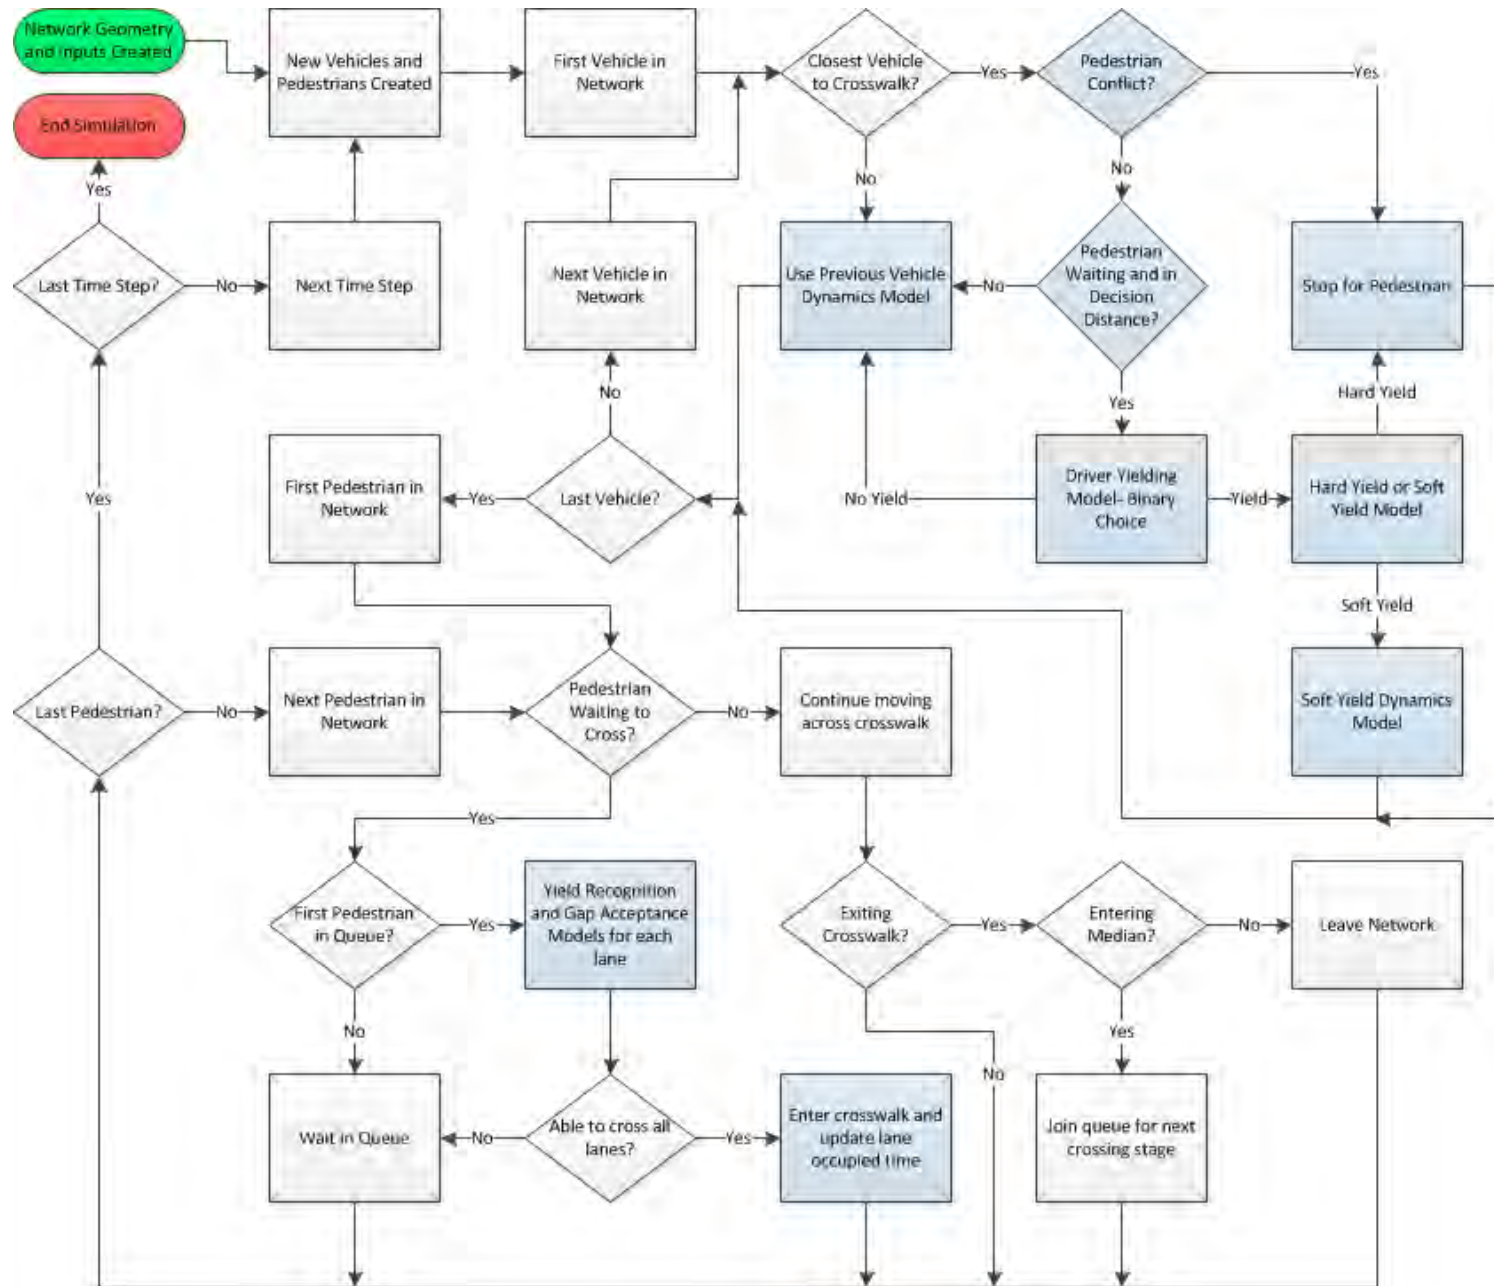 Network Geometry
and Inputs Created
New Vehicles and
Pedestrians Created
First Vehicle in
Network
Closest Vehicle
to Crosswalk?
Yes
Pedestrian
Conflict?
Yes
End Simulation
Yes
No
No
Last Time Step?
No
Next Time Step
Next Vehicle in
Network
Use Previous Vehicle
Dynamics Model
No
Pedestrian
Waiting and in
Decision
Distance?
Stop for Pedestrian
No
Yes
Hard Yield
Yes
First Pedestrian in
Network
Yes
Last Vehicle?
No Yield
Driver Yielding
Model- Binary
Choice
Yield
Hard Yield or Soft
Yield Model
Soft Yield
Last Pedestrian?
No
Next Pedestrian in
Network
Pedestrian
Waiting to
Cross?
No
Continue moving
across crosswalk
Soft Yield Dynamics
Model
Yes
First Pedestrian
in Queue?
Yes
Yield Recognition
and Gap Acceptance
Models for each
lane
Exiting
Crosswalk?
Yes
Entering
Median?
No
Leave Network
No
Yes
No
Wait in Queue
No
Able to cross all
lanes?
Yes
Enter crosswalk and
update lane
occupied time
Join queue for next
crossing stage